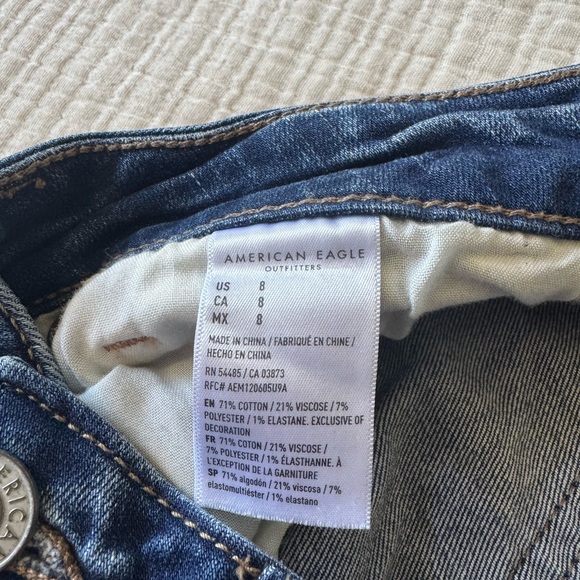 AMERICAN EAGLE
OUTFITTERS
US 8
CA 8
MX 8
MADE IN CHINA / FABRIQUÉ EN CHINE /
HECHO EN CHINA
RN 54485 / CA 03873
RFC# AEM120605U9A
EN 71% COTTON / 21% VISCOSE / 7%
POLYESTER / 1% ELASTANE. EXCLUSIVE OF
DECORATION
FR 71% COTON / 21% VISCOSE /
7% POLYESTER / 1% ÉLASTHANNE. À
L'EXCEPTION DE LA GARNITURE
SP 71% algodón / 21% viscosa / 7%
elastomultiéster / 1% elastano
ERICA